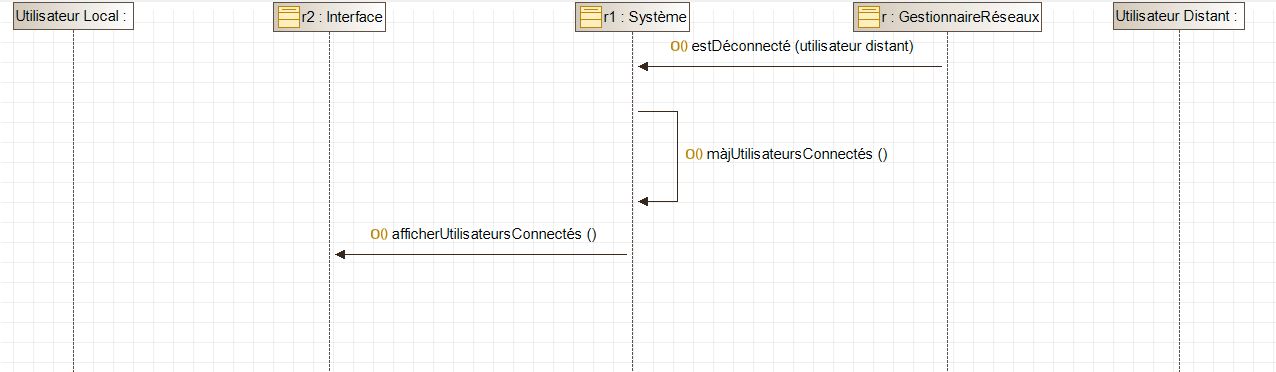 Utilisateur Local :
r2 : Interface
r1 : Système
r : GestionnaireRéseaux
Utilisateur Distant :
O() estDéconnecté (utilisateur distant)
O() màjUtilisateursConnectés ()
O() afficherUtilisateursConnectés ()